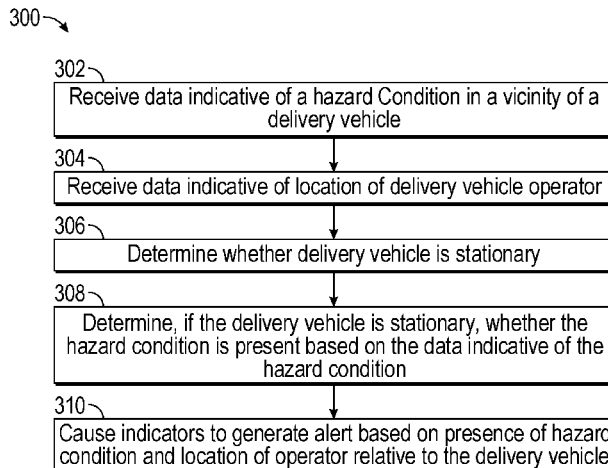 300
302
Receive data indicative of a hazard Condition in a vicinity of a
delivery vehicle
304
Receive data indicative of location of delivery vehicle operator
306
Determine whether delivery vehicle is stationary
308
Determine, if the delivery vehicle is stationary, whether the
hazard condition is present based on the data indicative of the
hazard condition
310
Cause indicators to generate alert based on presence of hazard
condition and location of operator relative to the delivery vehicle